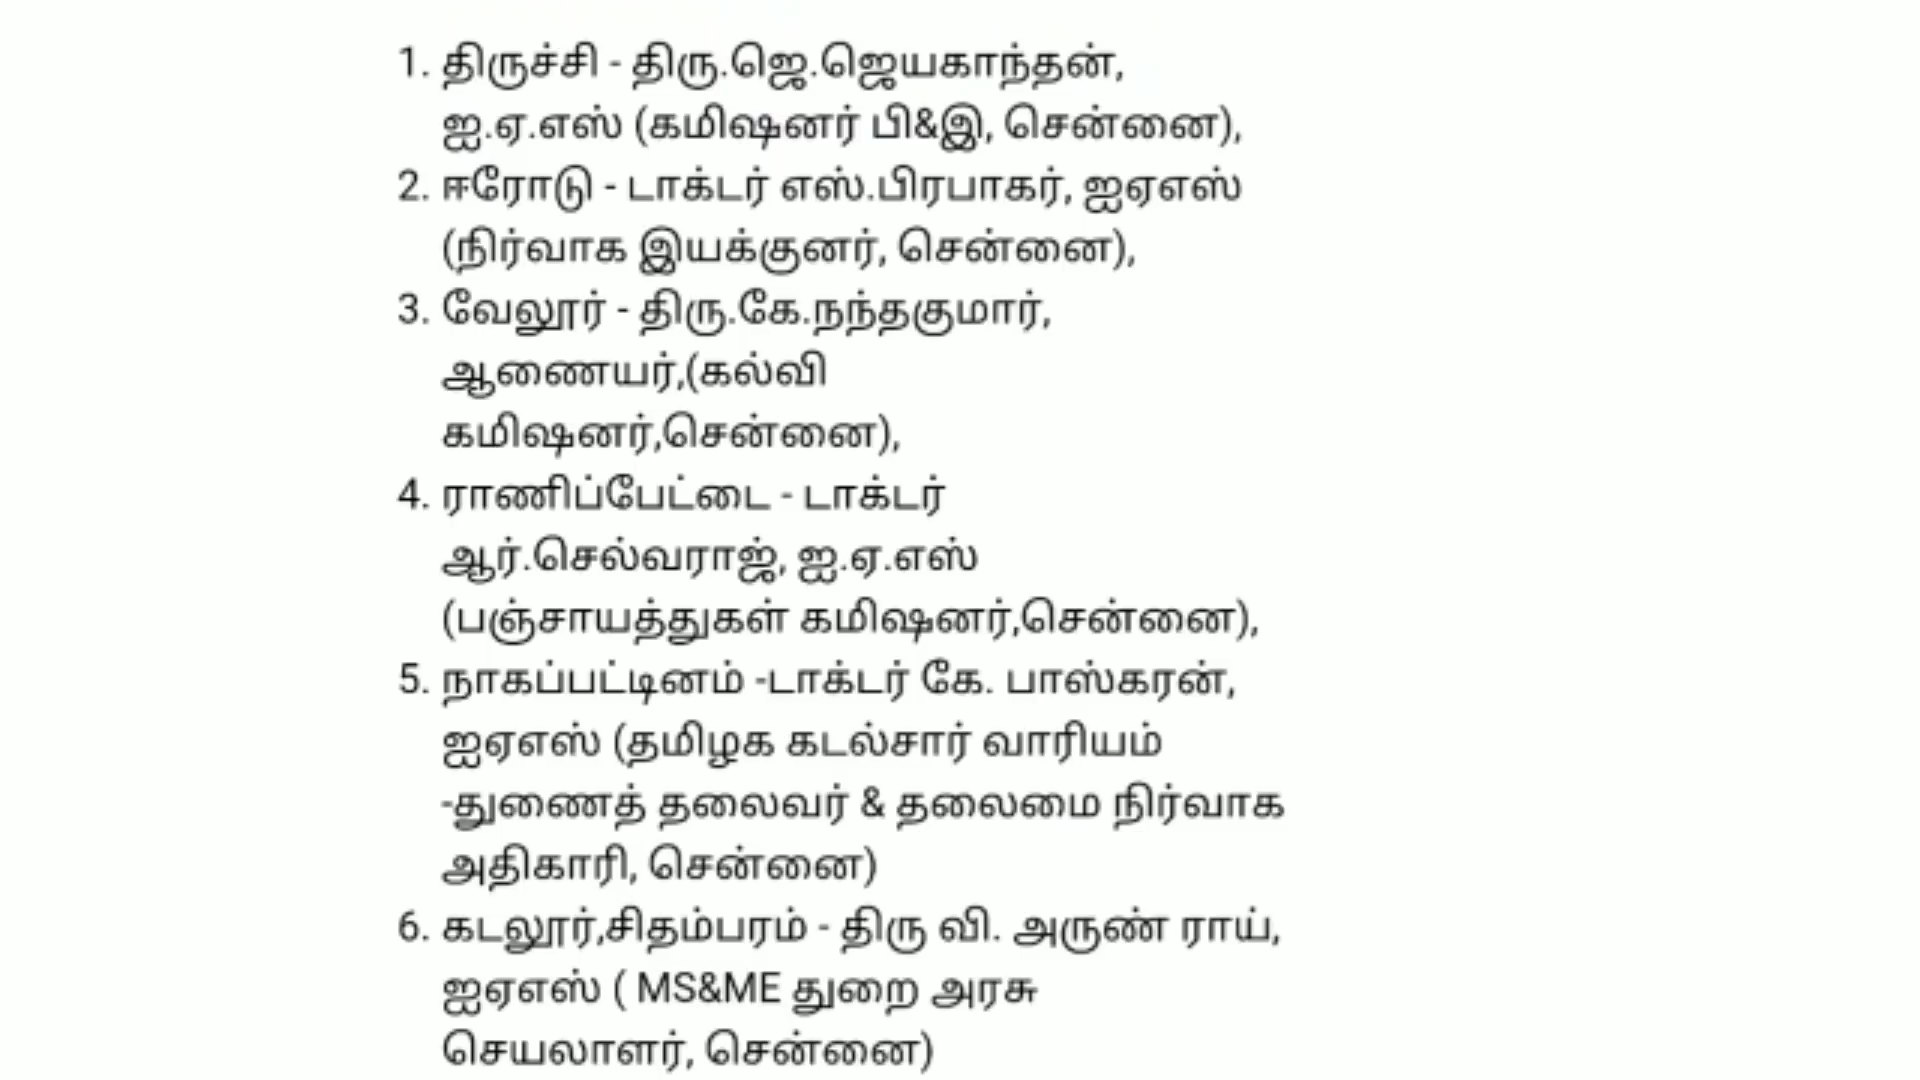 1. திருச்சி - திரு.ஜெ.ஜெயகாந்தன்,
ஐ.ஏ.எஸ் (கமிஷனர் பி&இ, சென்னை),
2. ஈரோடு - டாக்டர் எஸ்.பிரபாகர், ஐஏஎஸ்
(நிர்வாக இயக்குனர், சென்னை),
3. வேலூர் - திரு.கே.நந்தகுமார்,
ஆணையர்,(கல்வி
கமிஷனர்,சென்னை),
4. ராணிப்பேட்டை - டாக்டர்
ஆர்.செல்வராஜ், ஐ.ஏ.எஸ்
(பஞ்சாயத்துகள் கமிஷனர்,சென்னை),
5. நாகப்பட்டினம் -டாக்டர் கே. பாஸ்கரன்,
ஐஏஎஸ் (தமிழக கடல்சார் வாரியம்
-துணைத் தலைவர் & தலைமை நிர்வாக
அதிகாரி, சென்னை)
6. கடலூர்,சிதம்பரம் - திரு வி. அருண் ராய்,
ஐஏஎஸ் ( MS&ME துறை அரசு
செயலாளர், சென்னை)